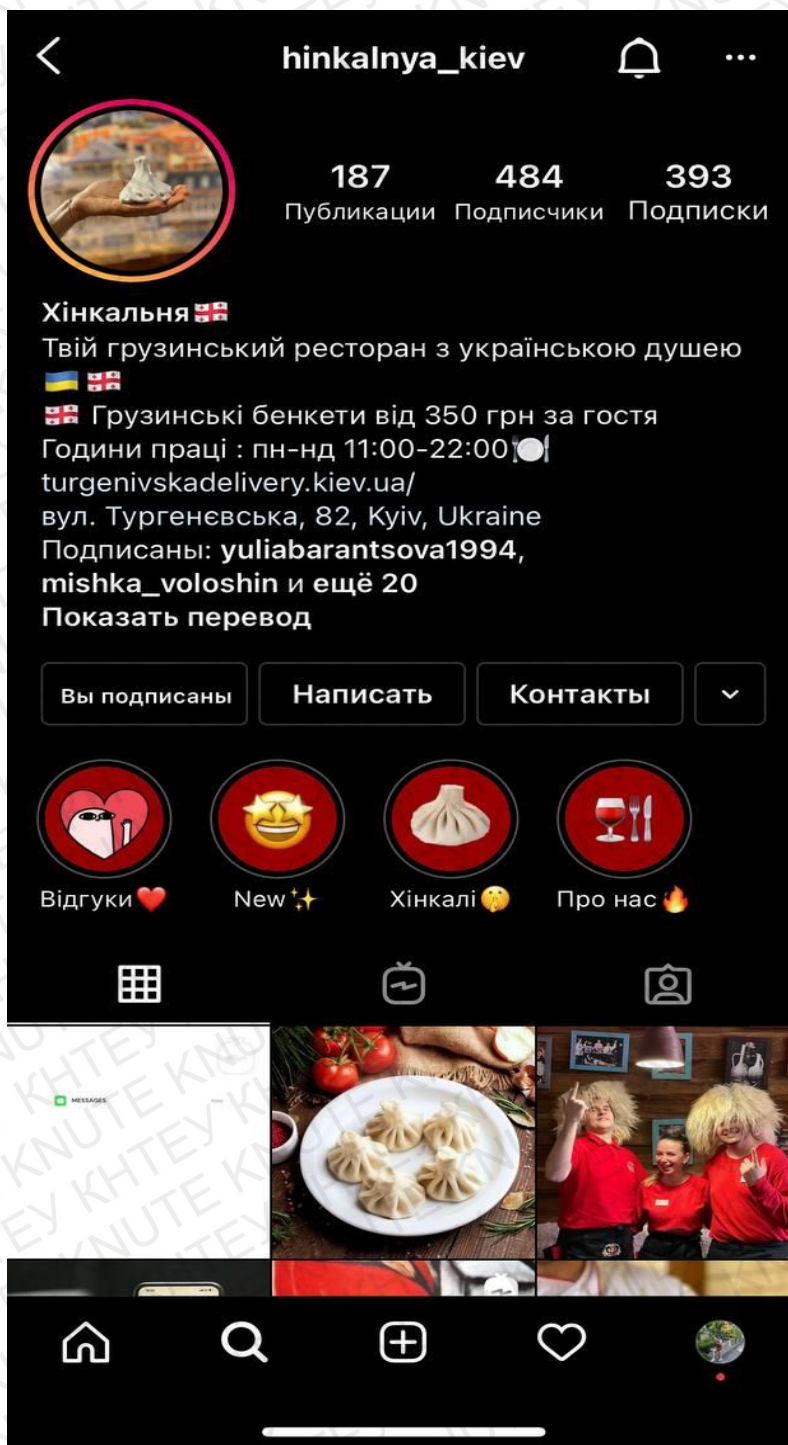 hinkalnya_kiev
187 484 393
Публикации Подписчики Подписки
Хінкальня🇬🇪
Твій грузинський ресторан з українською душею
🇺🇦 🇬🇪
🇬🇪 Грузинські бенкети від 350 грн за гостя
Години праці : пн-нд 11:00-22:00🍽
turgenivskadelivery.kiev.ua/
вул. Тургенєвська, 82, Kyiv, Ukraine
Подписаны: yuliabarantsova1994,
mishka_voloshin и ещё 20
Показать перевод
Вы подписаны Написать Контакты
Відгуки❤️ New✨ Хінкалі🤫 Про нас🔥
MESSAGES
KNUTE КНТЕУ